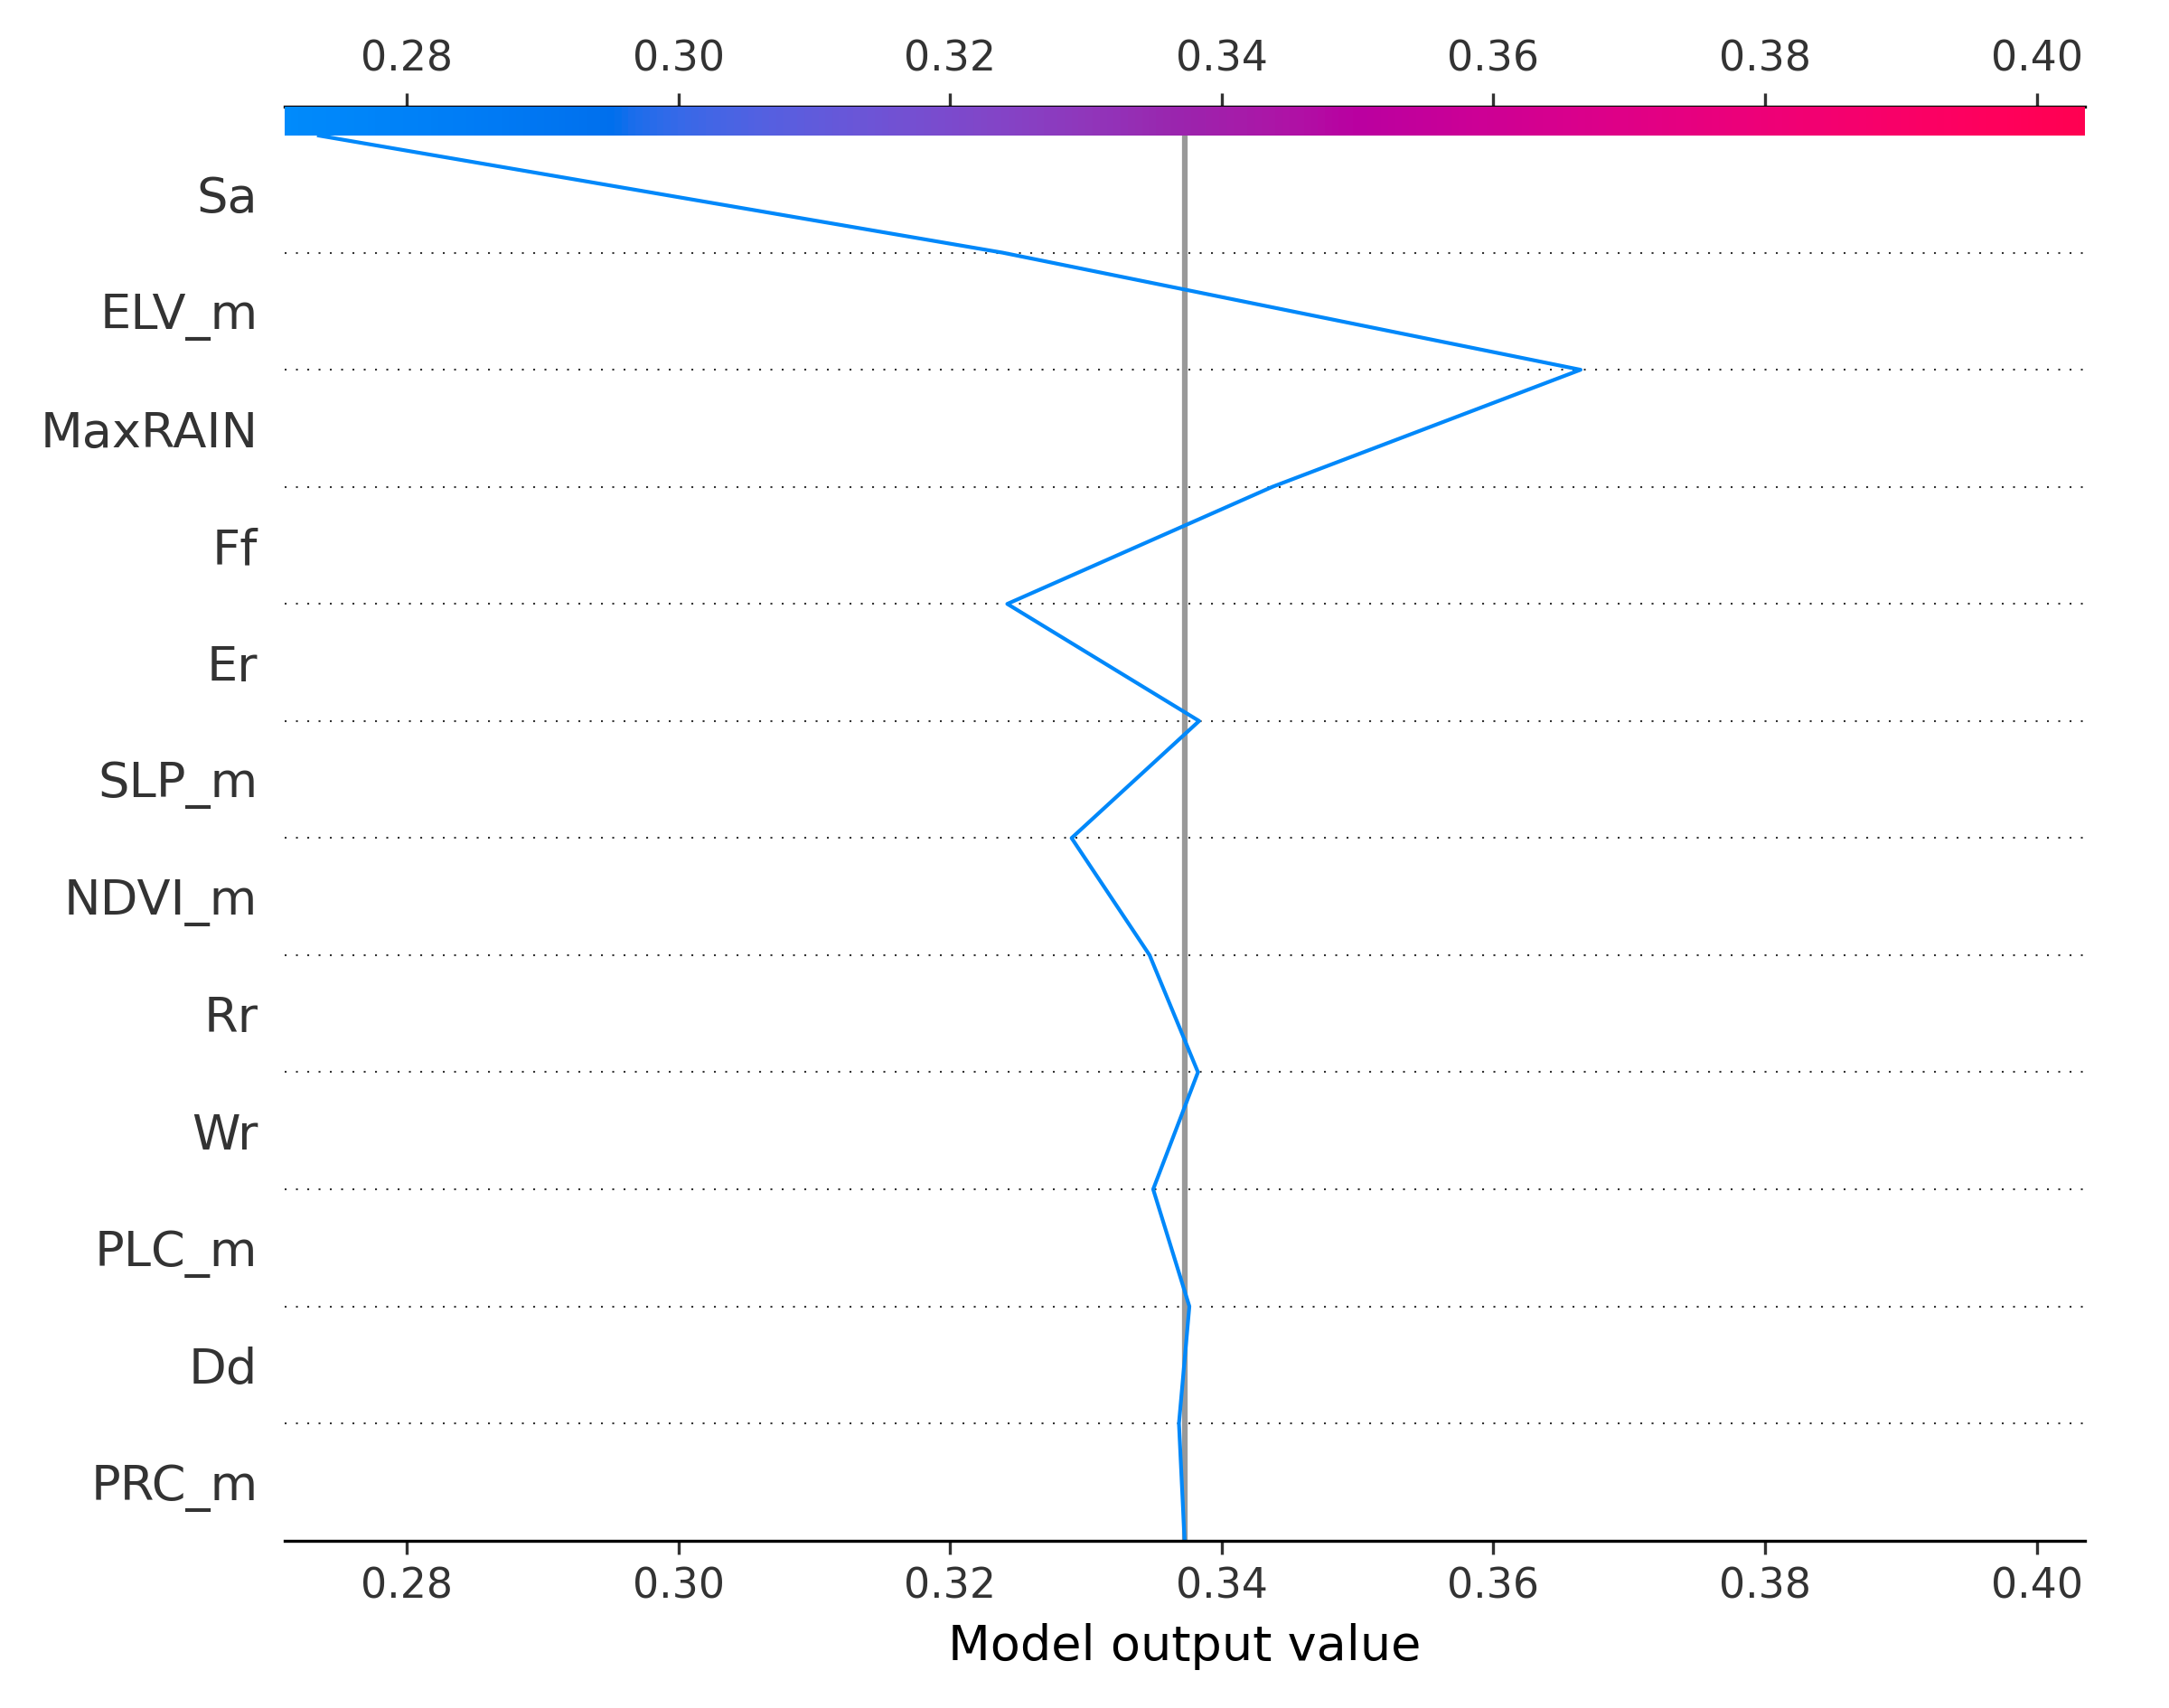 0.28 0.30 0.32 0.34 0.36 0.38 0.40
Sa
ELV_m
MaxRAIN
Ff
Er
SLP_m
NDVI_m
Rr
Wr
PLC_m
Dd
PRC_m
0.28 0.30 0.32 0.34 0.36 0.38 0.40
Model output value